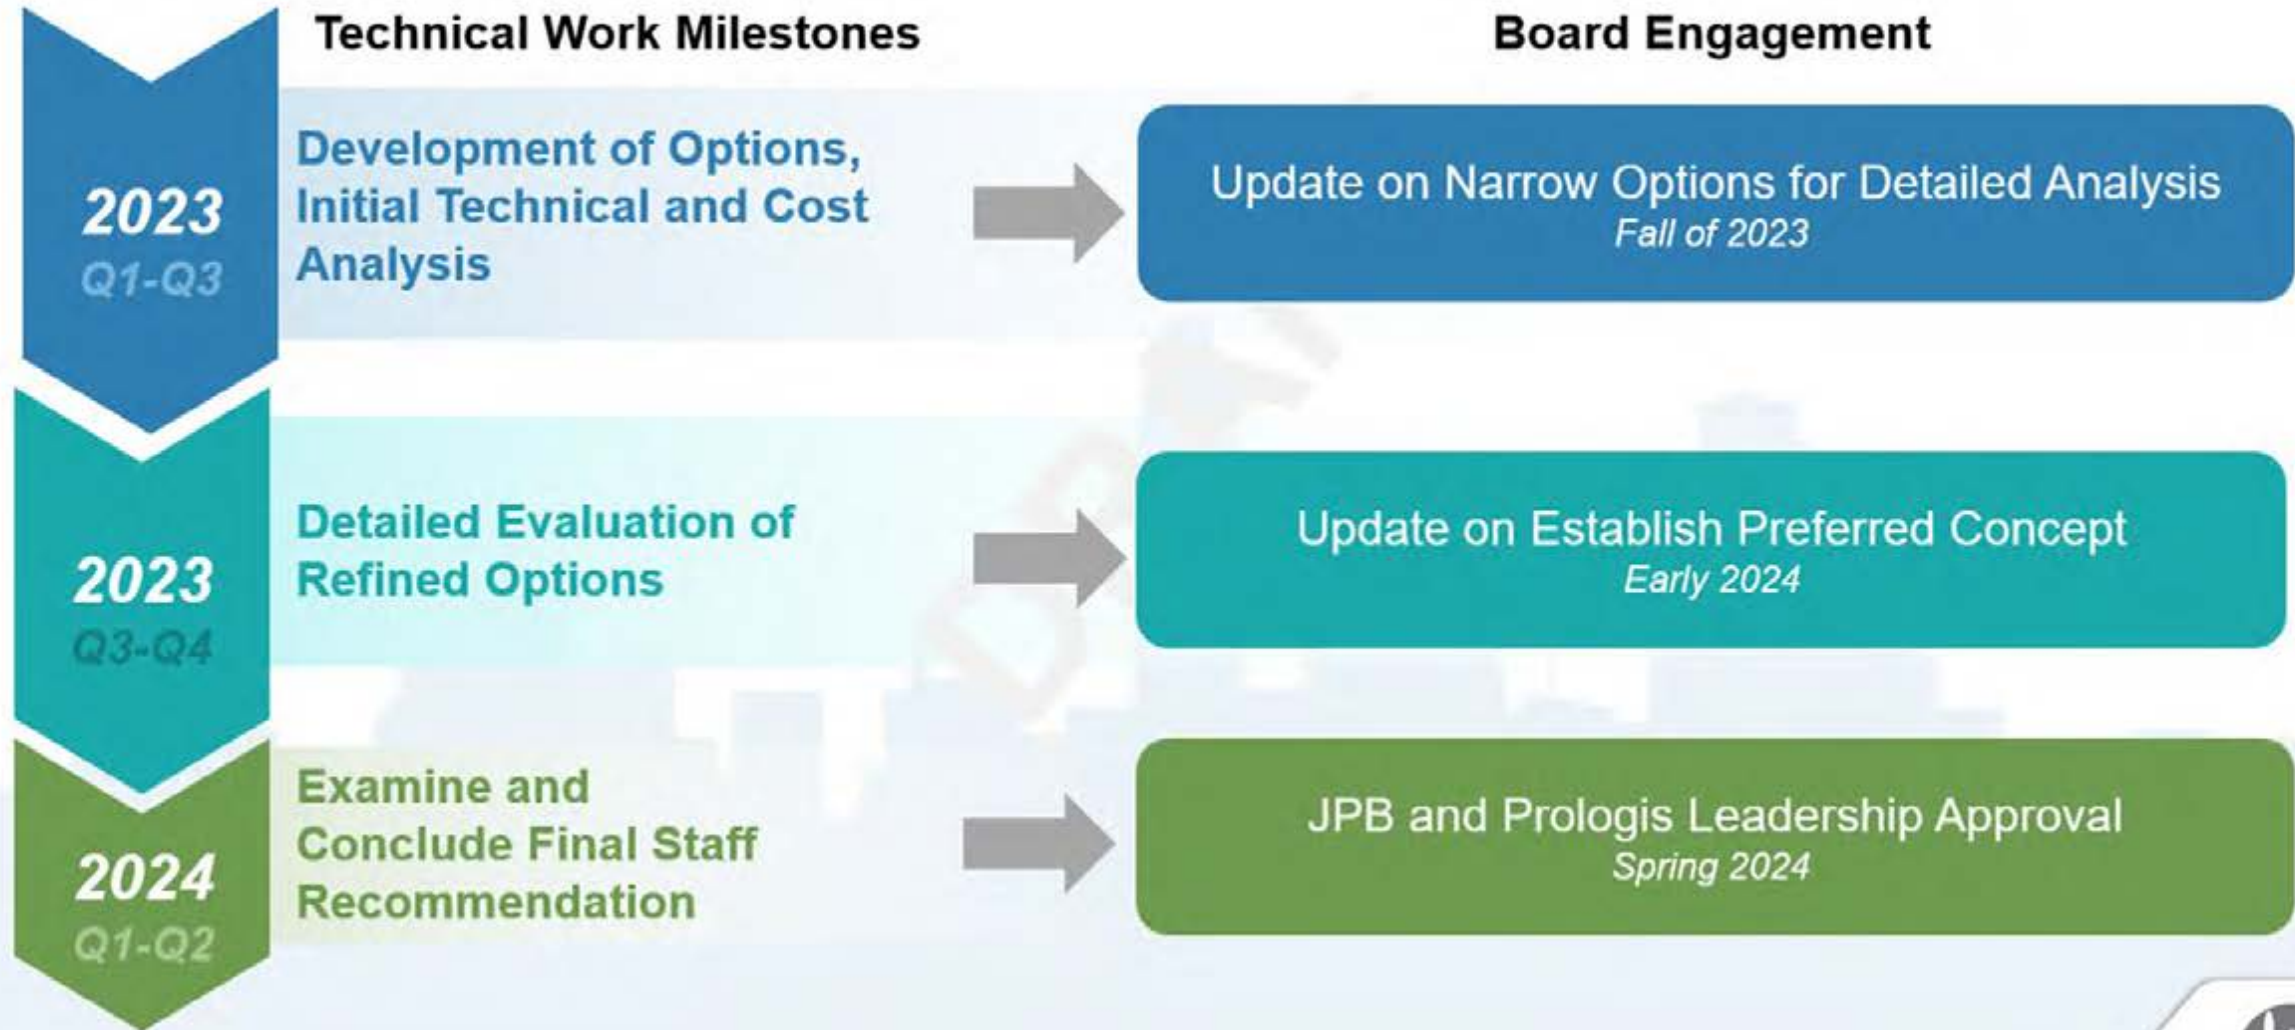 Technical Work Milestones
Board Engagement
2023
Q1-Q3
Development of Options,
Initial Technical and Cost
Analysis
Update on Narrow Options for Detailed Analysis
Fall of 2023
2023
Q3-Q4
Detailed Evaluation of
Refined Options
Update on Establish Preferred Concept
Early 2024
2024
Q1-Q2
Examine and
Conclude Final Staff
Recommendation
JPB and Prologis Leadership Approval
Spring 2024